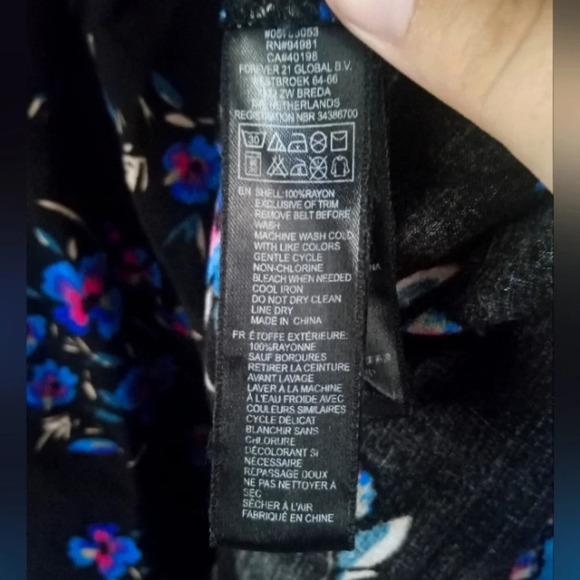 RN#94981
CA#40198
FOREVER 21 GLOBAL B.V.
WESTBROEK 64-66
2W BREDA
NETHERLANDS
REGISTRATION NBR 34386700
30
EN SHELL:100%RAYON
EXCLUSIVE OF TRIM
REMOVE BELT BEFORE
WASH
MACHINE WASH COLD
WITH LIKE COLORS
GENTLE CYCLE
NON-CHLORINE
BLEACH WHEN NEEDED
COOL IRON
DO NOT DRY CLEAN
LINE DRY
MADE IN CHINA
FR ÉTOFFE EXTÉRIEURE:
100%RAYONNE
SAUF BORDURES
RETIRER LA CEINTURE
AVANT LAVAGE
LAVER À LA MACHINE
À L'EAU FROIDE AVEC
COULEURS SIMILAIRES
CYCLE DÉLICAT
BLANCHIR SANS
CHLORURE
DÉCOLORANT SI
NÉCESSAIRE
REPASSAGE DOUX
NE PAS NETTOYER À
SEC
SÉCHER À L'AIR
FABRIQUÉ EN CHINE